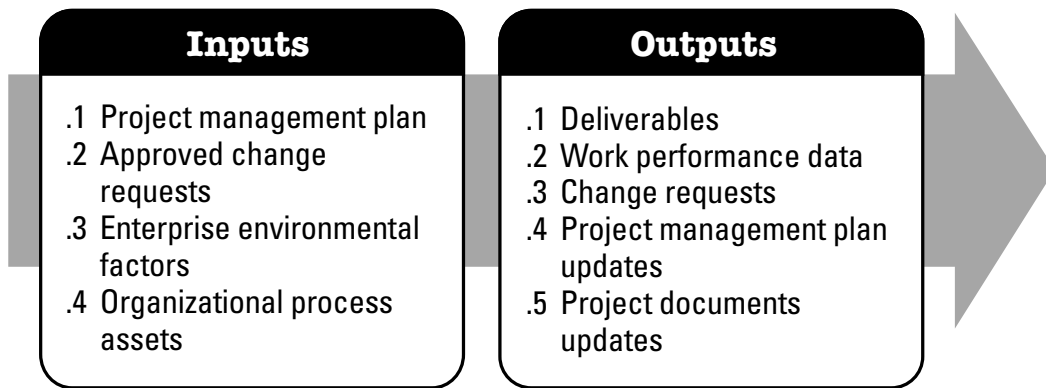 Inputs
.1 Project management plan
.2 Approved change
requests
.3 Enterprise environmental
factors
.4 Organizational process
assets
Outputs
.1 Deliverables
.2 Work performance data
.3 Change requests
.4 Project management plan
updates
.5 Project documents
updates